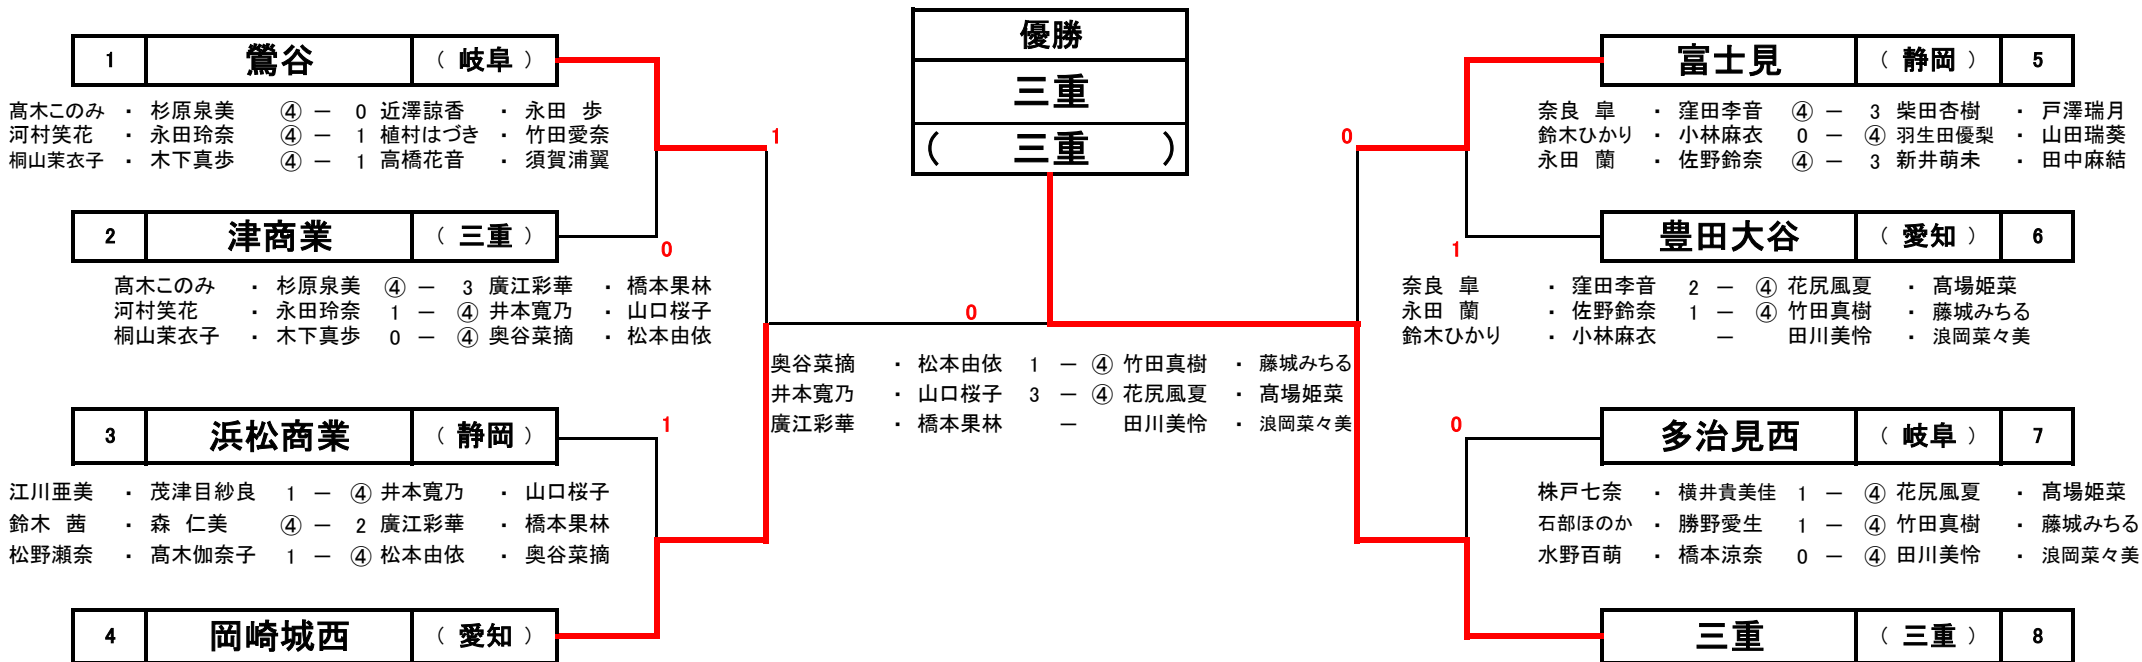 優勝
三重
( 三重 )
1 鶯谷 ( 岐阜 )
髙木このみ ・ 杉原泉美 ④ － 0 近澤諒香 ・ 永田 歩
河村笑花 ・ 永田玲奈 ④ － 1 植村はづき ・ 竹田愛奈
桐山茉衣子 ・ 木下真歩 ④ － 1 高橋花音 ・ 須賀浦翼
1
2 津商業 ( 三重 )
0
髙木このみ ・ 杉原泉美 ④ － 3 廣江彩華 ・ 橋本果林
河村笑花 ・ 永田玲奈 1 － ④ 井本寛乃 ・ 山口桜子
桐山茉衣子 ・ 木下真歩 0 － ④ 奥谷菜摘 ・ 松本由依
3 浜松商業 ( 静岡 )
1
江川亜美 ・ 茂津目紗良 1 － ④ 井本寛乃 ・ 山口桜子
鈴木 茜 ・ 森 仁美 ④ － 2 廣江彩華 ・ 橋本果林
松野瀬奈 ・ 髙木伽奈子 1 － ④ 松本由依 ・ 奥谷菜摘
4 岡崎城西 ( 愛知 )
0
奥谷菜摘 ・ 松本由依 1 － ④ 竹田真樹 ・ 藤城みちる
井本寛乃 ・ 山口桜子 3 － ④ 花尻風夏 ・ 髙場姫菜
廣江彩華 ・ 橋本果林 － 田川美怜 ・ 浪岡菜々美
富士見 ( 静岡 ) 5
奈良 皐 ・ 窪田李音 ④ － 3 柴田杏樹 ・ 戸澤瑞月
鈴木ひかり ・ 小林麻衣 0 － ④ 羽生田優梨 ・ 山田瑞葵
永田 蘭 ・ 佐野鈴奈 ④ － 3 新井萌未 ・ 田中麻結
0
豊田大谷 ( 愛知 ) 6
1
奈良 皐 ・ 窪田李音 2 － ④ 花尻風夏 ・ 髙場姫菜
永田 蘭 ・ 佐野鈴奈 1 － ④ 竹田真樹 ・ 藤城みちる
鈴木ひかり ・ 小林麻衣 － 田川美怜 ・ 浪岡菜々美
多治見西 ( 岐阜 ) 7
0
株戸七奈 ・ 横井貴美佳 1 － ④ 花尻風夏 ・ 髙場姫菜
石部ほのか ・ 勝野愛生 1 － ④ 竹田真樹 ・ 藤城みちる
水野百萌 ・ 橋本涼奈 0 － ④ 田川美怜 ・ 浪岡菜々美
三重 ( 三重 ) 8